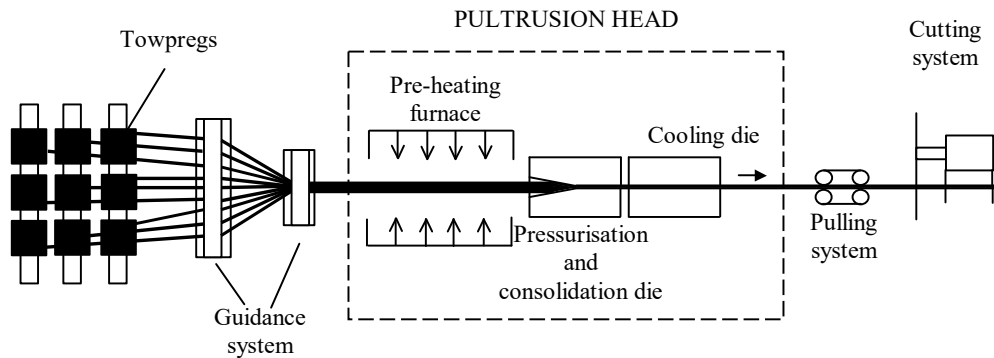 PULTRUSION HEAD
Cutting
system
Towpregs
Pre-heating
furnace
Cooling die
Pressurisation
and
consolidation die
Pulling
system
Guidance
system